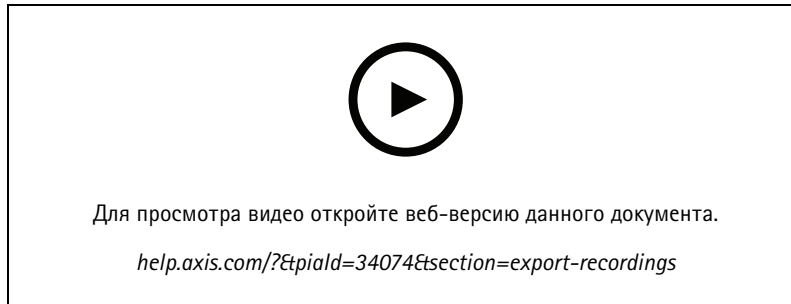 Для просмотра видео откройте веб-версию данного документа.
help.axis.com/?&piaId=34074&section=export-recordings